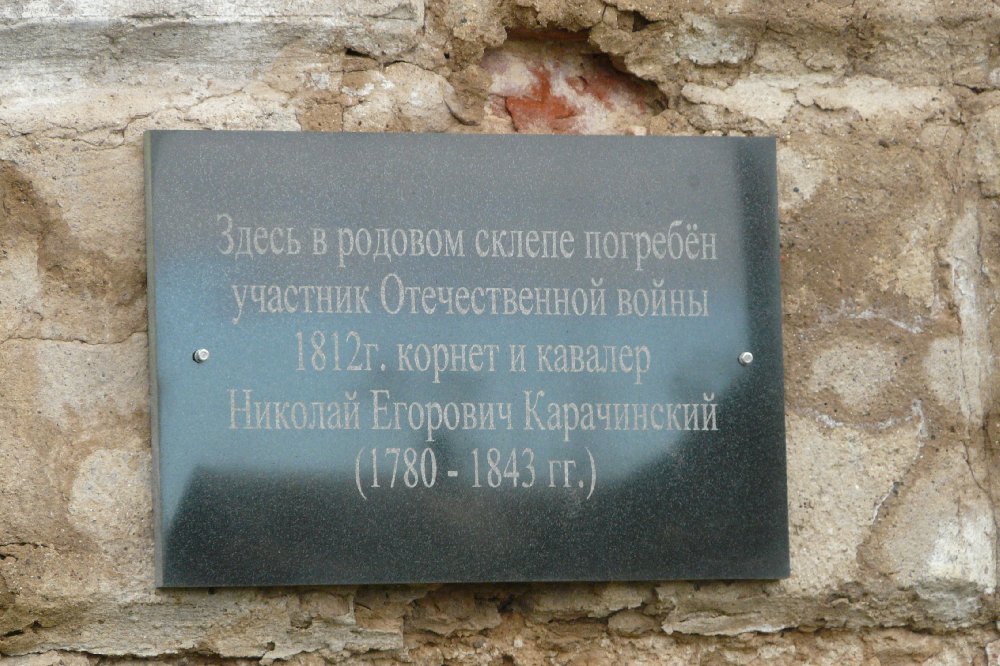 Здесь в родовом склепе погребён
участник Отечественной войны
1812г. корнет и кавалер
Николай Егорович Карачинский
(1780 - 1843 гг.)